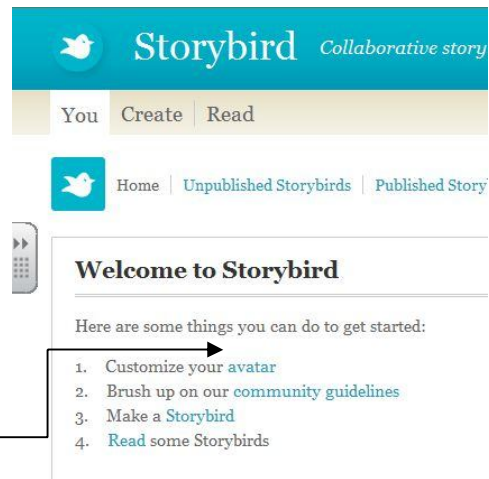 Storybird Collaborative story
You Create Read
Home Unpublished Storybirds Published Story
Welcome to Storybird
Here are some things you can do to get started:
1. Customize your avatar
2. Brush up on our community guidelines
3. Make a Storybird
4. Read some Storybirds